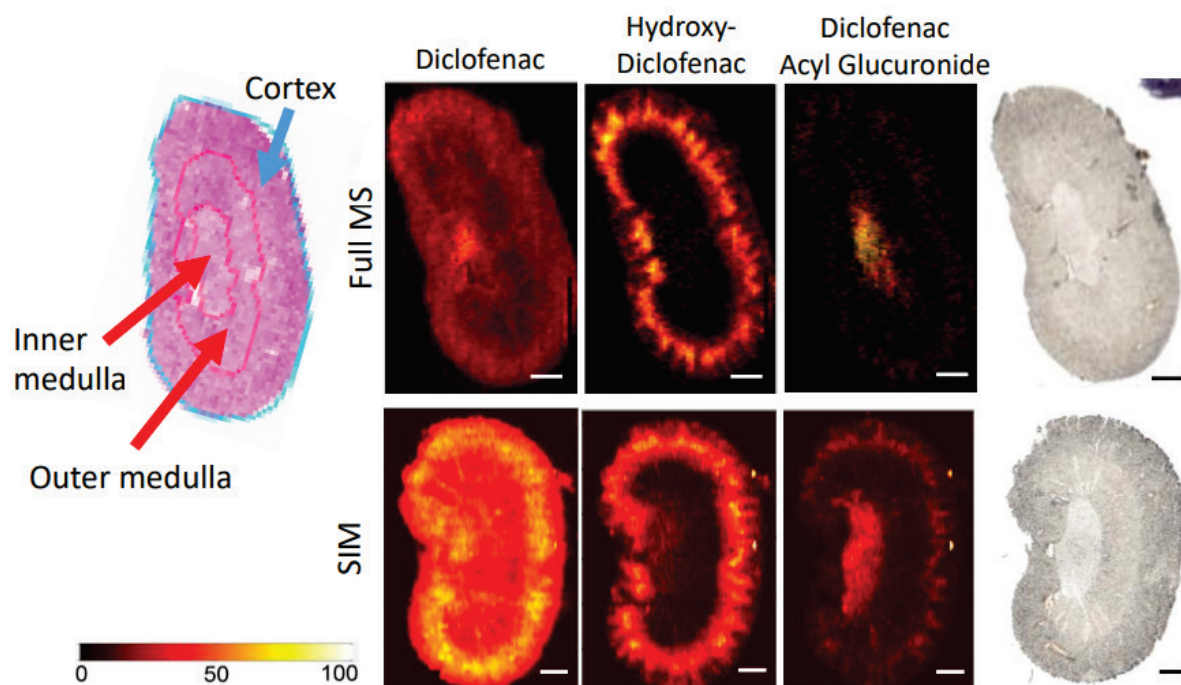 Diclofenac
Hydroxy-
Diclofenac
Diclofenac
Acyl Glucuronide
Cortex
Full MS
Inner
medulla
Outer medulla
SIM
0
50
100